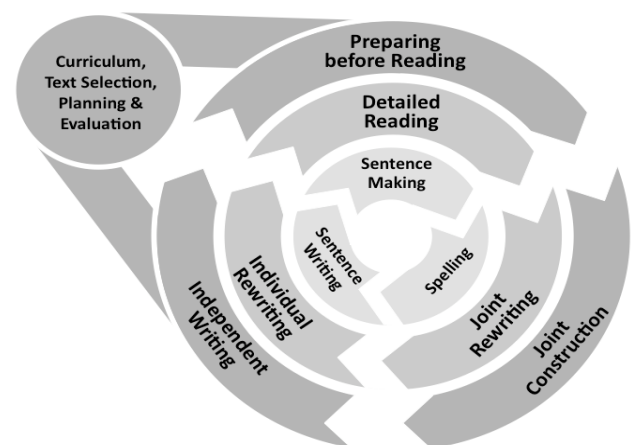 Curriculum,
Text Selection,
Planning &
Evaluation
Preparing
before Reading
Detailed
Reading
Sentence
Making
Sentence
Writing
Spelling
Individual
Rewriting
Joint
Rewriting
Independent
Writing
Joint
Construction